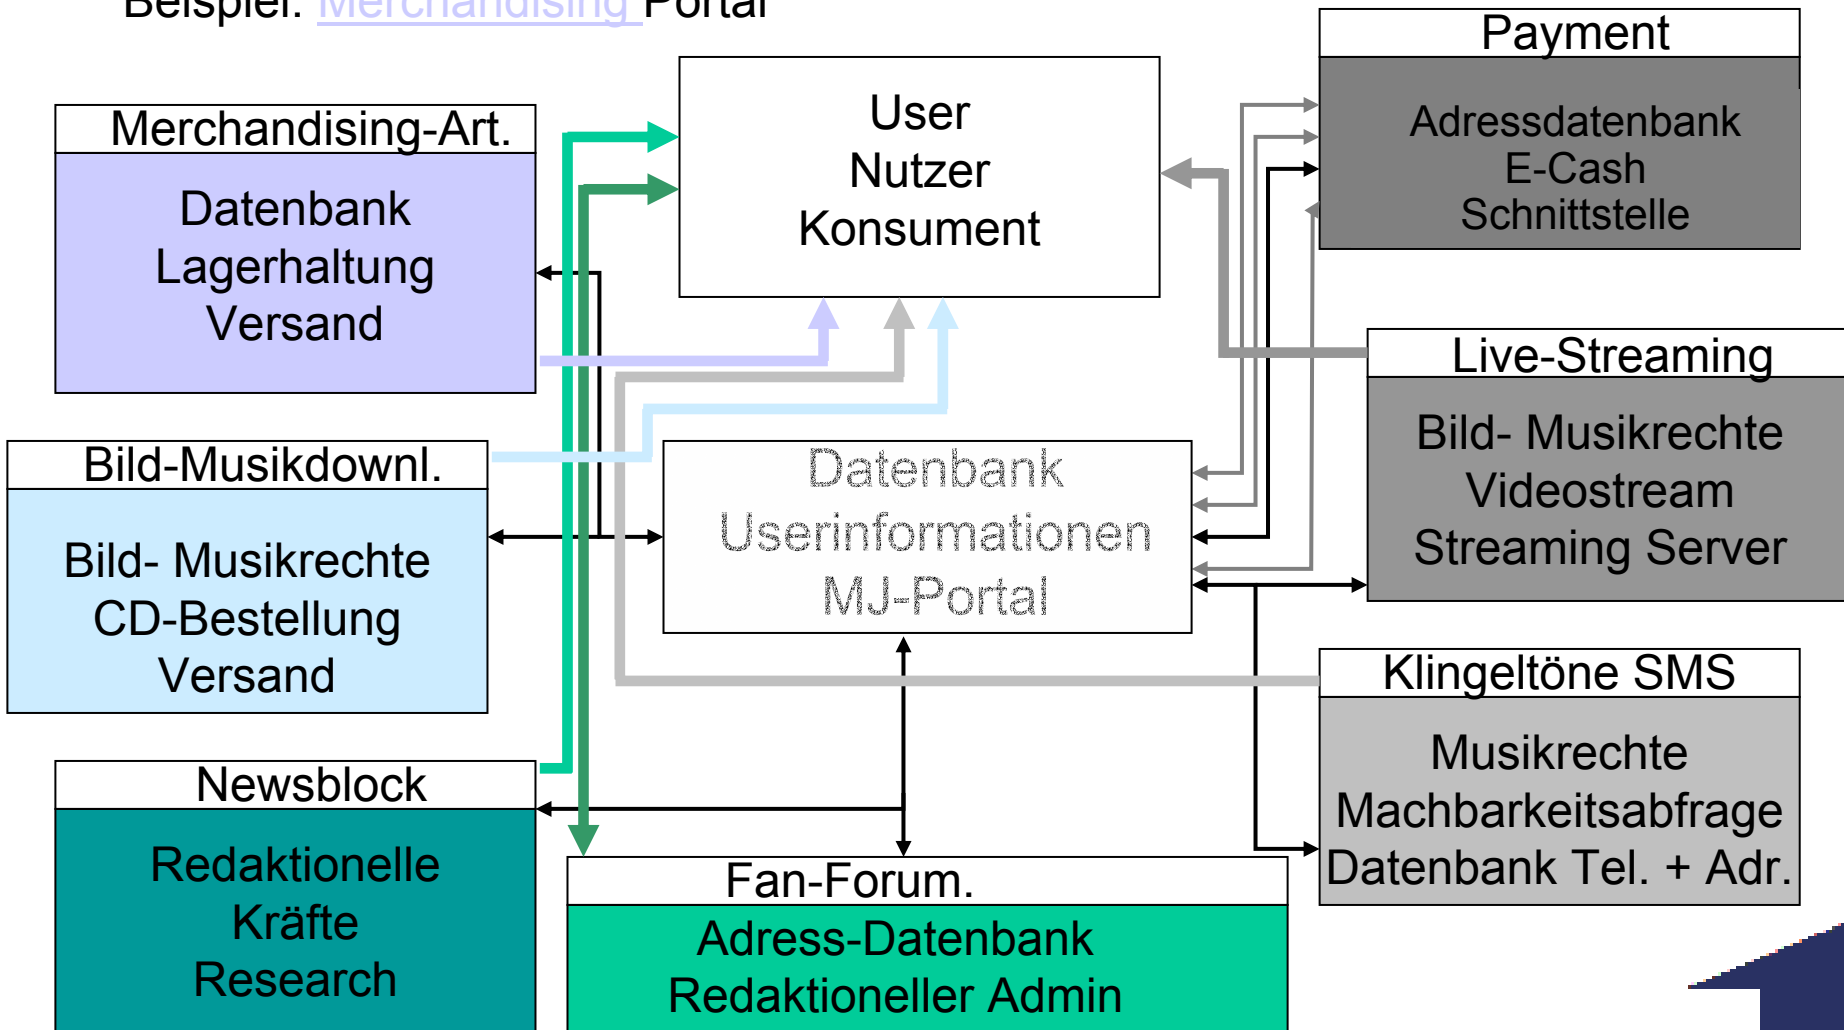 Beispiel: Merchandising Portal
Payment
Adressdatenbank
E-Cash
Schnittstelle
User
Nutzer
Konsument
Merchandising-Art.
Datenbank
Lagerhaltung
Versand
Live-Streaming
Bild- Musikrechte
Videostream
Streaming Server
Bild-Musikdownl.
Bild- Musikrechte
CD-Bestellung
Versand
Datenbank
Userinformationen
MJ-Portal
Klingeltöne SMS
Musikrechte
Machbarkeitsabfrage
Datenbank Tel. + Adr.
Newsblock
Redaktionelle
Kräfte
Research
Fan-Forum.
Adress-Datenbank
Redaktioneller Admin